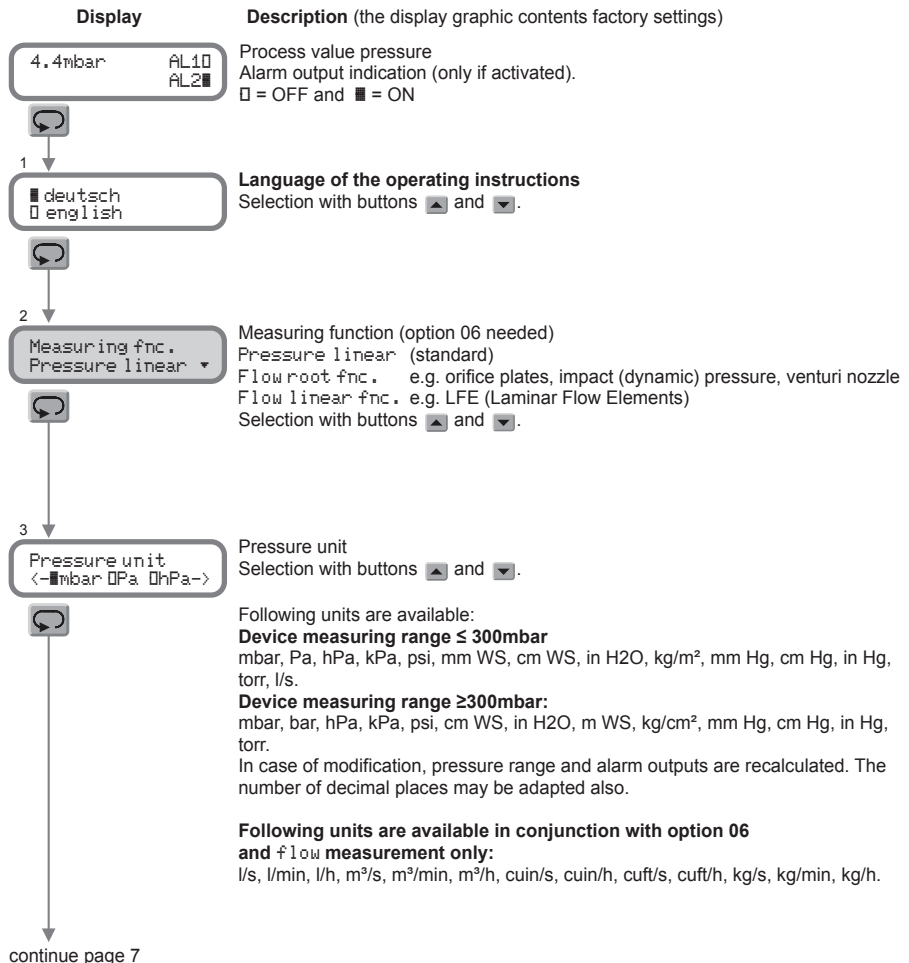 Display Description (the display graphic contents factory settings)
4.4mbar AL1▯
AL2▮
Process value pressure
Alarm output indication (only if activated).
▯ = OFF and ▮ = ON
1
▮ deutsch
▯ english
Language of the operating instructions
Selection with buttons ▲ and ▼.
2
Measuring fnc.
Pressure linear ▼
Measuring function (option 06 needed)
Pressure linear (standard)
Flow root fnc. e.g. orifice plates, impact (dynamic) pressure, venturi nozzle
Flow linear fnc. e.g. LFE (Laminar Flow Elements)
Selection with buttons ▲ and ▼.
3
Pressure unit
<-▮mbar ▯Pa ▯hPa->
Pressure unit
Selection with buttons ▲ and ▼.
Following units are available:
Device measuring range ≤ 300mbar
mbar, Pa, hPa, kPa, psi, mm WS, cm WS, in H2O, kg/m², mm Hg, cm Hg, in Hg,
torr, l/s.
Device measuring range ≥300mbar:
mbar, bar, hPa, kPa, psi, cm WS, in H2O, m WS, kg/cm², mm Hg, cm Hg, in Hg,
torr.
In case of modification, pressure range and alarm outputs are recalculated. The
number of decimal places may be adapted also.
Following units are available in conjunction with option 06
and flow measurement only:
l/s, l/min, l/h, m³/s, m³/min, m³/h, cuin/s, cuin/h, cuft/s, cuft/h, kg/s, kg/min, kg/h.
continue page 7